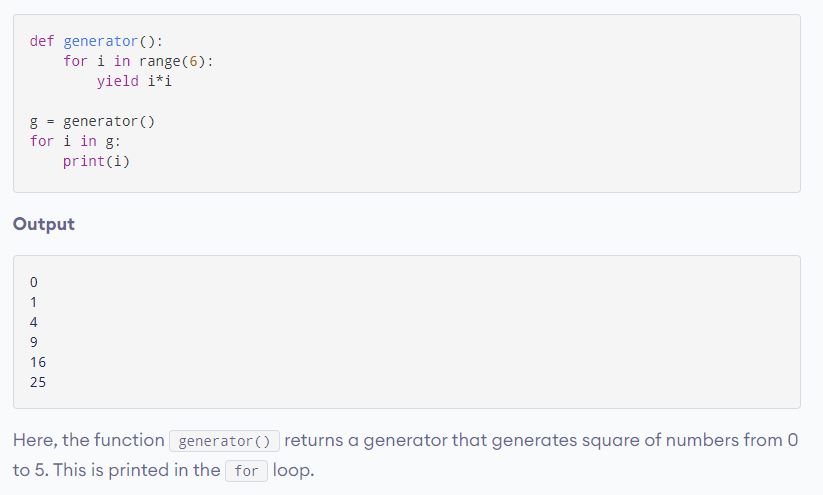 def generator():
    for i in range(6):
        yield i*i
g = generator()
for i in g:
    print(i)
Output
0
1
4
9
16
25
Here, the function generator() returns a generator that generates square of numbers from 0
to 5. This is printed in the for loop.